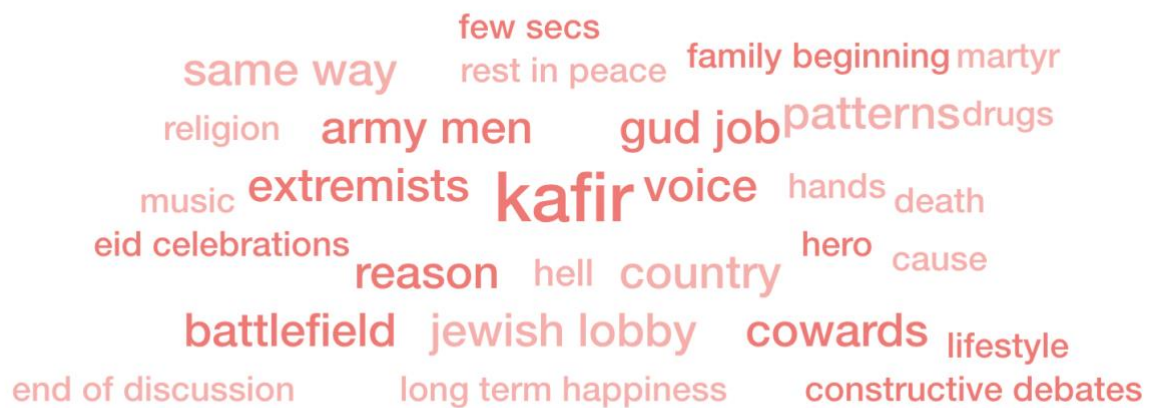 few secs
same way rest in peace family beginning martyr
religion army men gud job patterns drugs
music extremists kafir voice hands death
eid celebrations reason hell country hero cause
battlefield jewish lobby cowards lifestyle
end of discussion long term happiness constructive debates